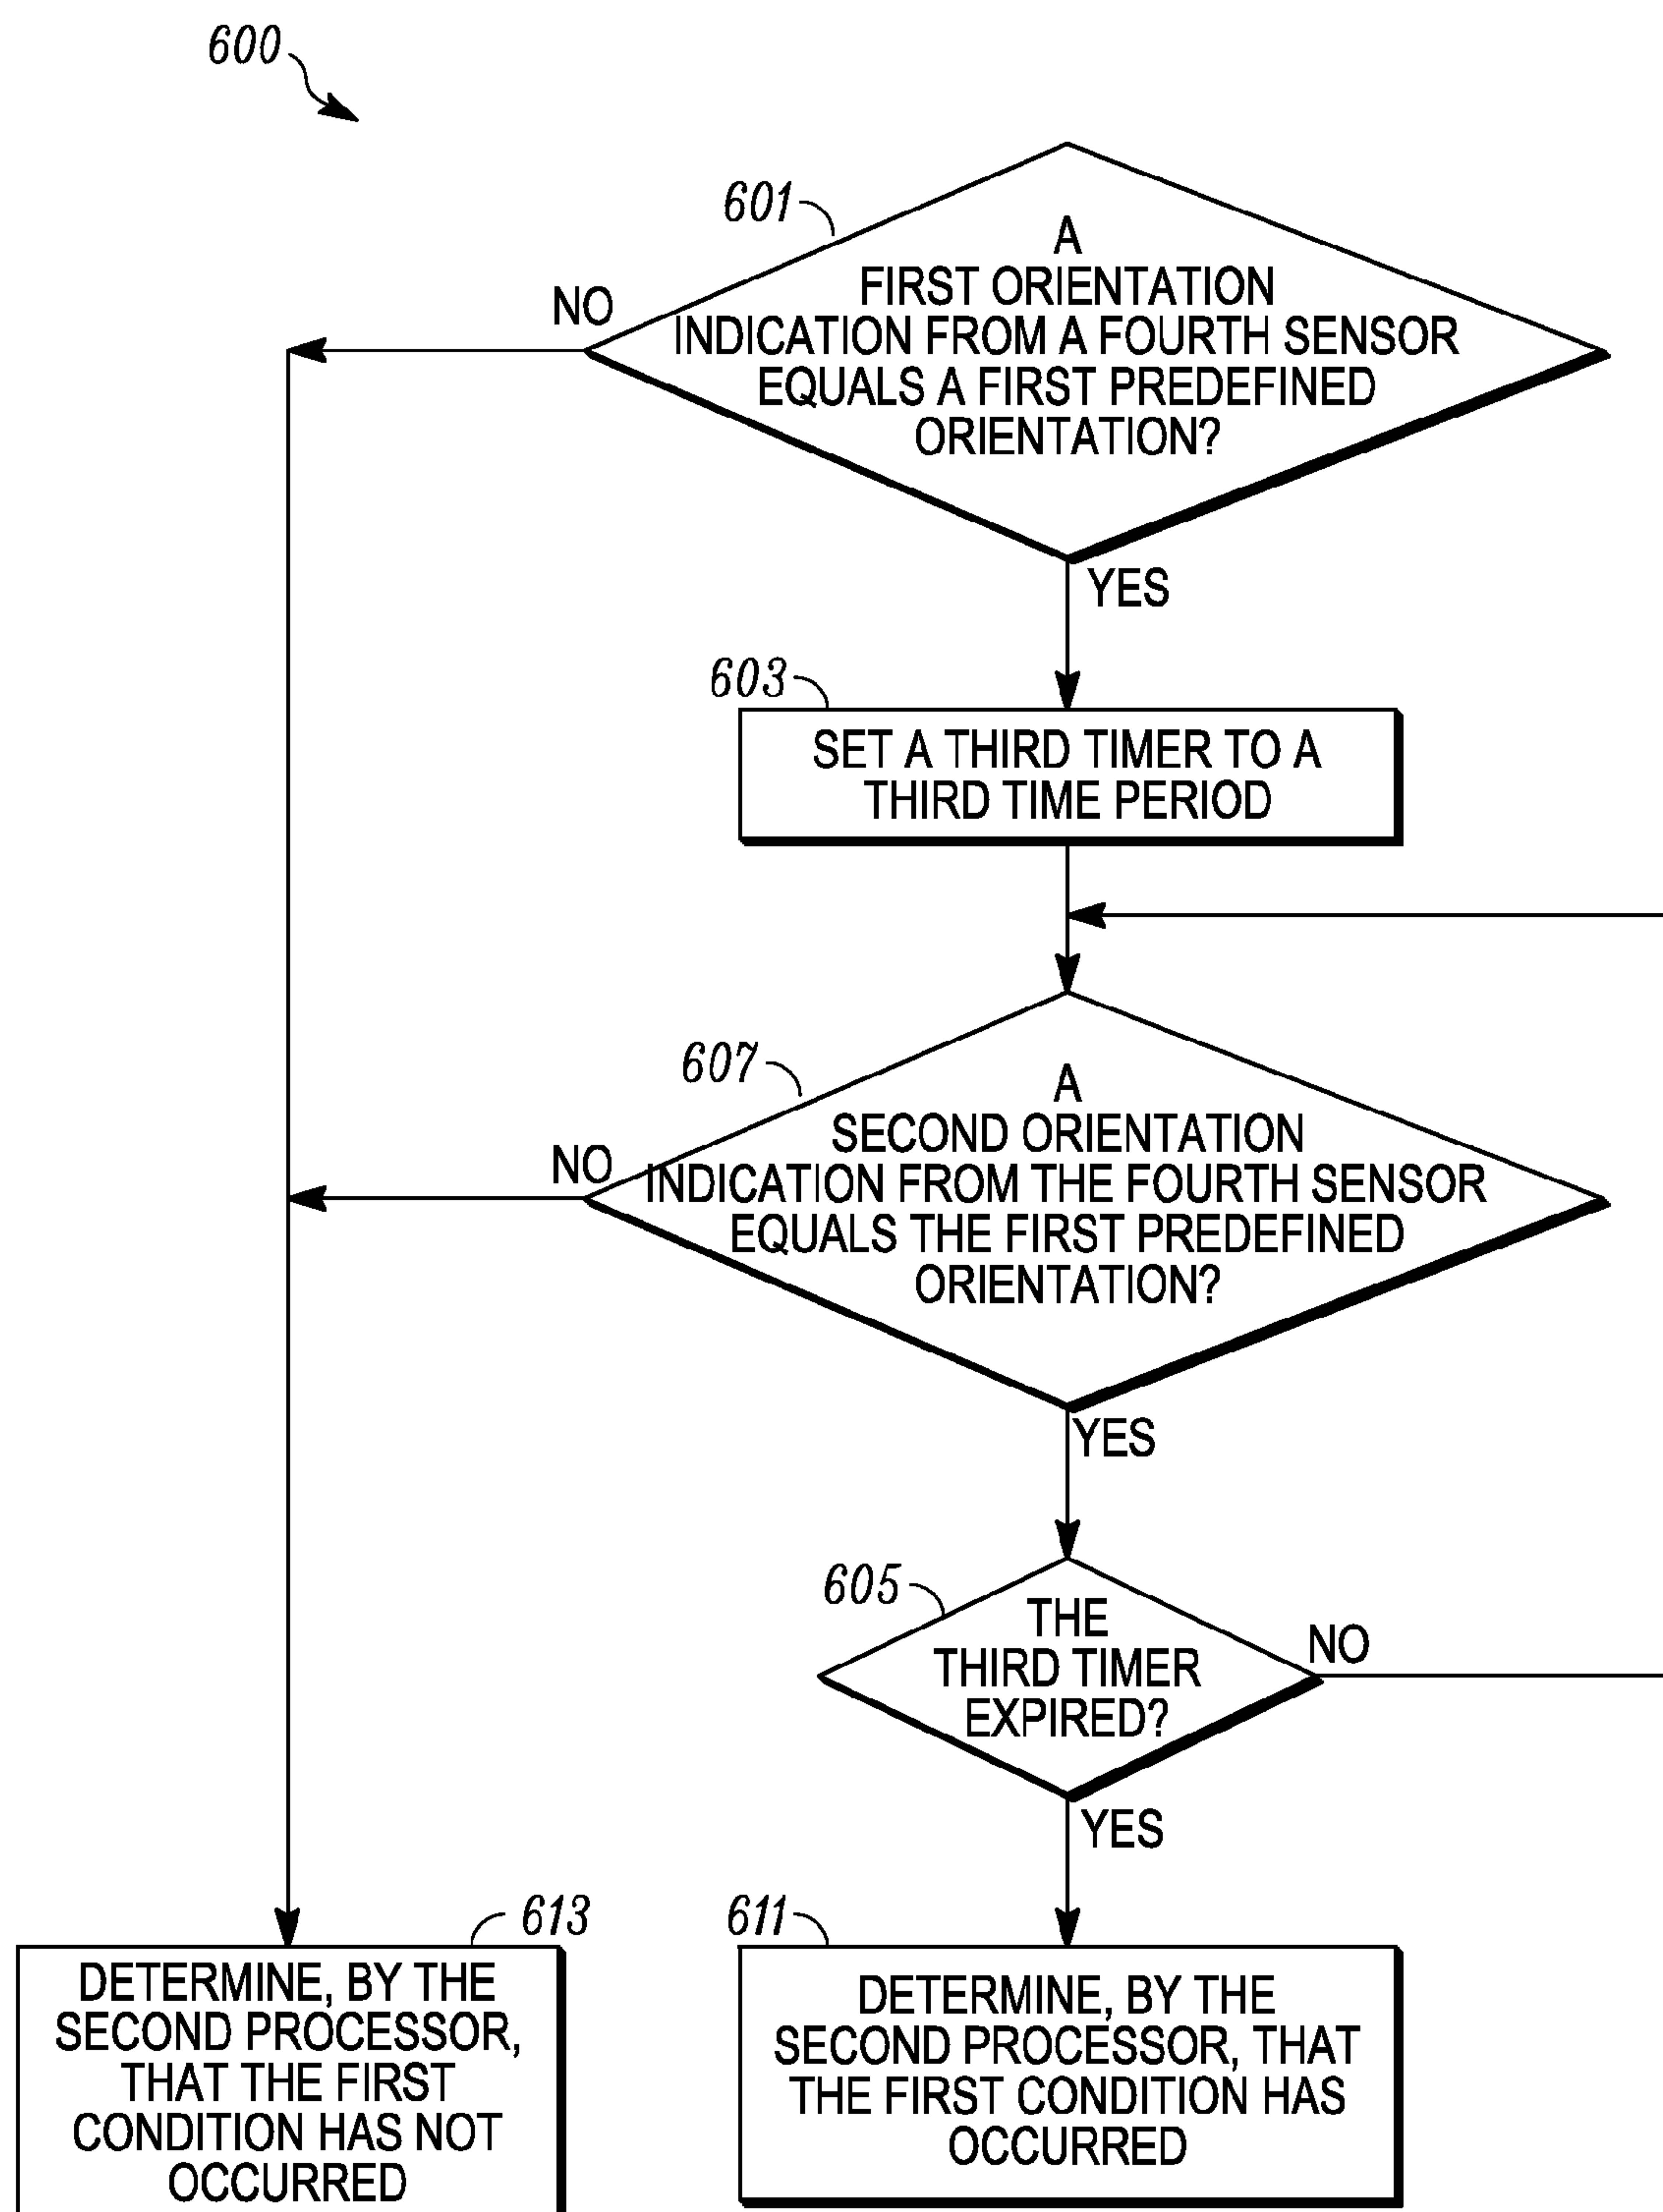 600
601
A
FIRST ORIENTATION
INDICATION FROM A FOURTH SENSOR
EQUALS A FIRST PREDEFINED
ORIENTATION?
NO
YES
603
SET A THIRD TIMER TO A
THIRD TIME PERIOD
607
A
SECOND ORIENTATION
INDICATION FROM THE FOURTH SENSOR
EQUALS THE FIRST PREDEFINED
ORIENTATION?
NO
YES
605
THE
THIRD TIMER
EXPIRED?
NO
YES
613
DETERMINE, BY THE
SECOND PROCESSOR,
THAT THE FIRST
CONDITION HAS NOT
OCCURRED
611
DETERMINE, BY THE
SECOND PROCESSOR, THAT
THE FIRST CONDITION HAS
OCCURRED